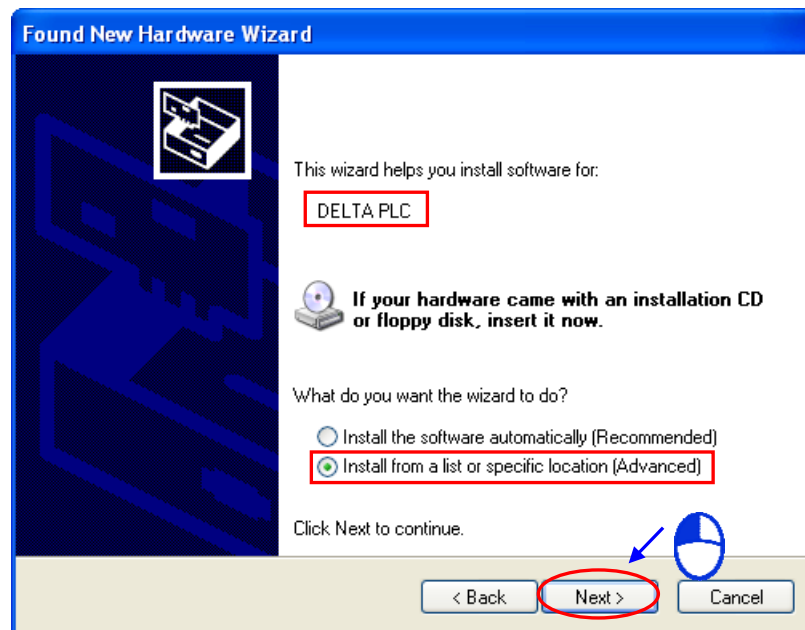 Found New Hardware Wizard
This wizard helps you install software for:
DELTA PLC
If your hardware came with an installation CD
or floppy disk, insert it now.
What do you want the wizard to do?
Install the software automatically (Recommended)
Install from a list or specific location (Advanced)
Click Next to continue.
< Back Next > Cancel